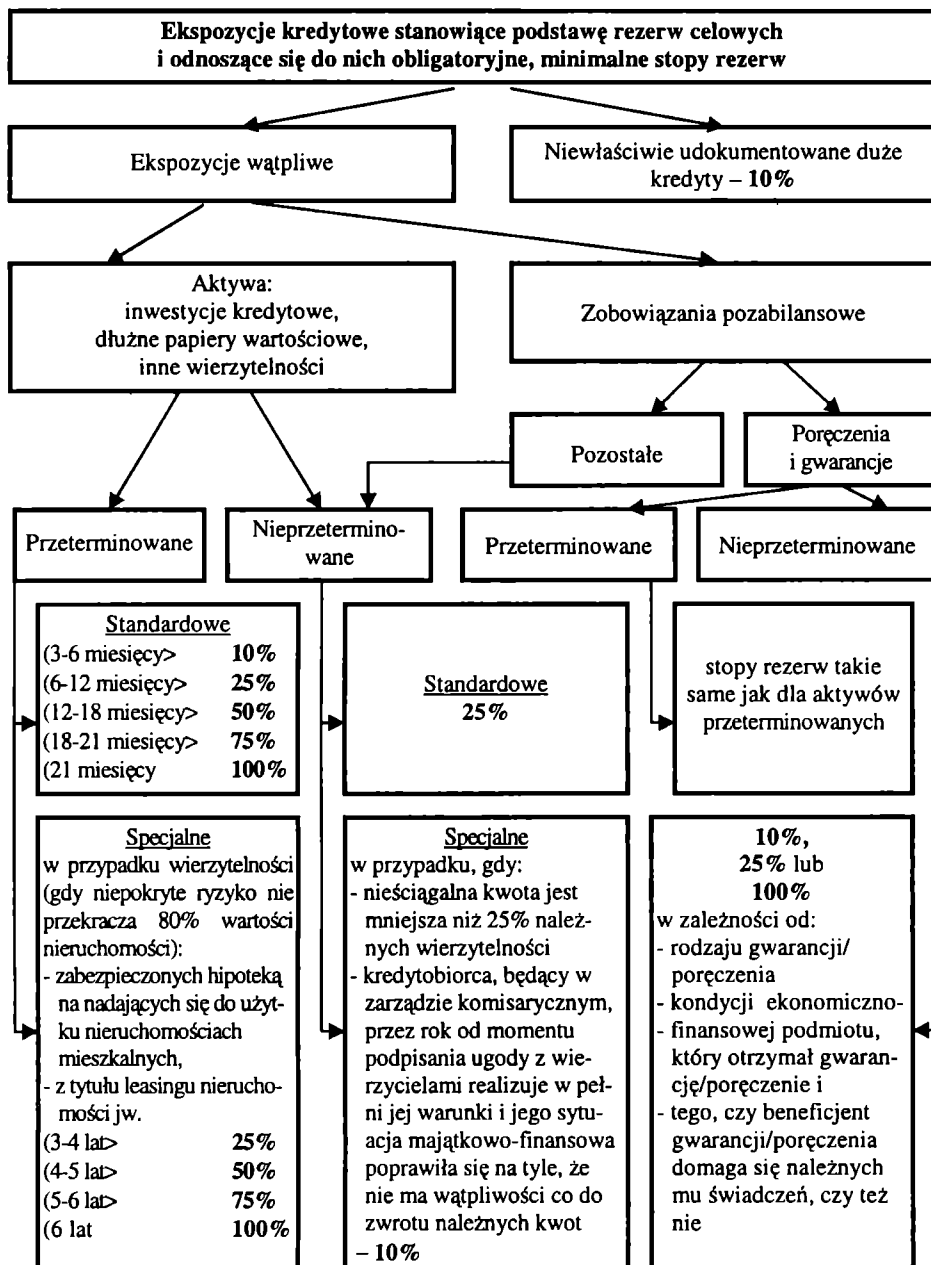 Ekspozycje kredytowe stanowiące podstawę rezerw celowych
i odnoszące się do nich obligatoryjne, minimalne stopy rezerw
Ekspozycje wątpliwe
Niewłaściwie udokumentowane duże
kredyty – 10%
Aktywa:
inwestycje kredytowe,
dłużne papiery wartościowe,
inne wierzytelności
Zobowiązania pozabilansowe
Pozostałe
Poręczenia
i gwarancje
Przeterminowane
Nieprzetermino-
wane
Przeterminowane
Nieprzeterminowane
Standardowe
(3-6 miesięcy> 10%
(6-12 miesięcy> 25%
(12-18 miesięcy> 50%
(18-21 miesięcy> 75%
(21 miesięcy 100%
Standardowe
25%
stopy rezerw takie
same jak dla aktywów
przeterminowanych
Specjalne
w przypadku wierzytelności
(gdy niepokryte ryzyko nie
przekracza 80% wartości
nieruchomości):
- zabezpieczonych hipoteką
na nadających się do użyt-
ku nieruchomościach
mieszkalnych,
- z tytułu leasingu nierucho-
mości jw.
(3-4 lat> 25%
(4-5 lat> 50%
(5-6 lat> 75%
(6 lat 100%
Specjalne
w przypadku, gdy:
- nieściągalna kwota jest
mniejsza niż 25% należ-
nych wierzytelności
- kredytobiorca, będący w
zarządzie komisarycznym,
przez rok od momentu
podpisania ugody z wie-
rzycielami realizuje w peł-
ni jej warunki i jego sytu-
acja majątkowo-finansowa
poprawiła się na tyle, że
nie ma wątpliwości co do
zwrotu należnych kwot
– 10%
10%,
25% lub
100%
w zależności od:
- rodzaju gwarancji/
poręczenia
- kondycji ekonomiczno-
- finansowej podmiotu,
który otrzymał gwaran-
cję/poręczenie i
- tego, czy beneficjent
gwarancji/poręczenia
domaga się należnych
mu świadczeń, czy też
nie